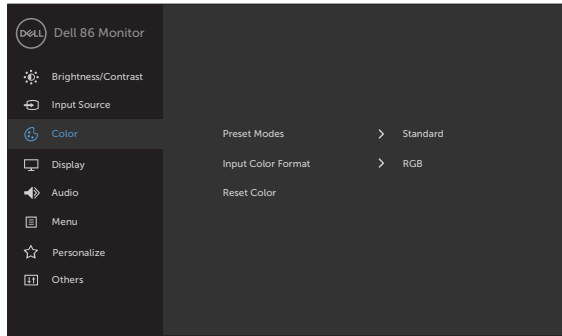 DELL Dell 86 Monitor
Brightness/Contrast
Input Source
Color
Preset Modes Standard
Input Color Format RGB
Reset Color
Display
Audio
Menu
Personalize
Others